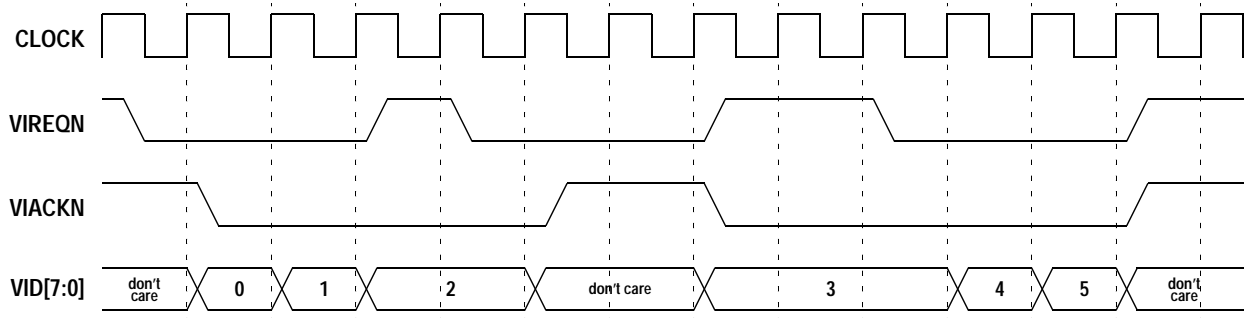 CLOCK
VIREQN
VIACKN
VID[7:0]
don't
care
0
1
2
don't care
3
4
5
don't
care